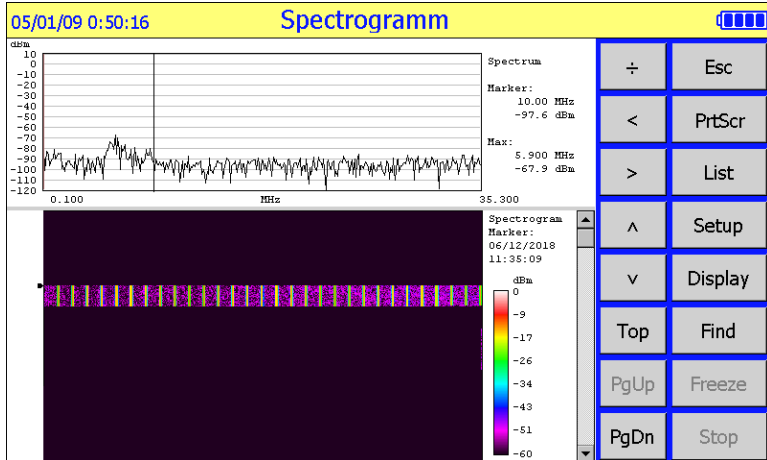 05/01/09 0:50:16 Spectrogramm
dBm
10
0
-10
-20
-30
-40
-50
-60
-70
-80
-90
-100
-110
-120
0.100 MHz 35.300
Spectrum
Marker:
10.00 MHz
-97.6 dBm
Max:
5.900 MHz
-67.9 dBm
Spectrogram
Marker:
06/12/2018
11:35:09
dBm
0
-9
-17
-26
-34
-43
-51
-60
÷ Esc
< PrtScr
> List
^ Setup
v Display
Top Find
PgUp Freeze
PgDn Stop